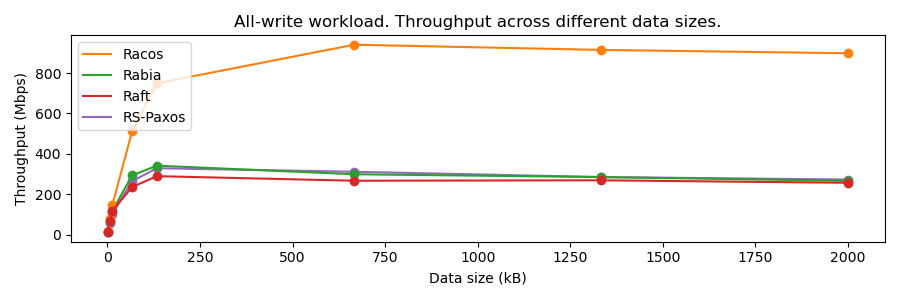 All-write workload. Throughput across different data sizes.
Racos
Rabia
Raft
RS-Paxos
Throughput (Mbps)
800
600
400
200
0
0 250 500 750 1000 1250 1500 1750 2000
Data size (kB)